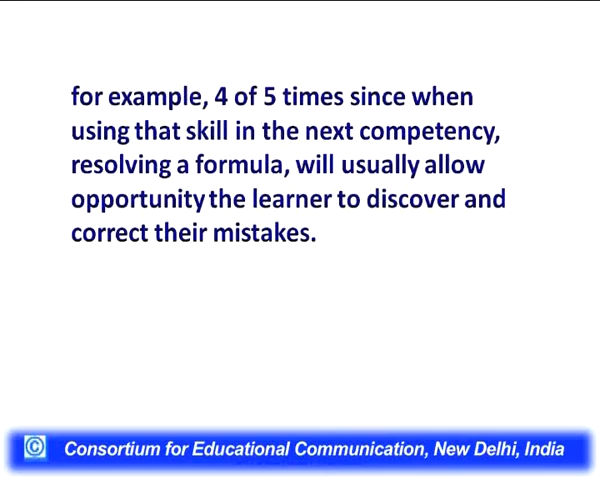 for example, 4 of 5 times since when
using that skill in the next competency,
resolving a formula, will usually allow
opportunity the learner to discover and
correct their mistakes.
© Consortium for Educational Communication, New Delhi, India